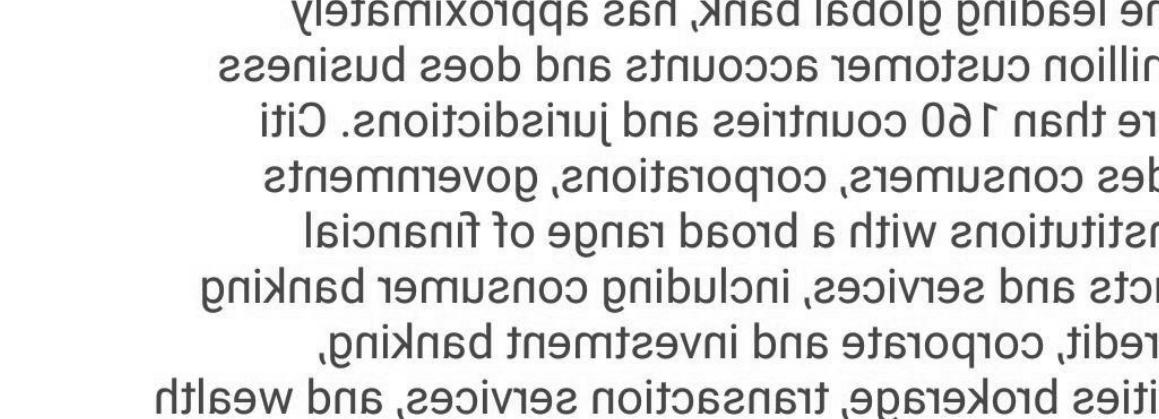 he leading global bank, has approximately
nillion customer accounts and does business
re than 160 countries and jurisdictions. Citi
des consumers, corporations, governments
nstitutions with a broad range of financial
cts and services, including consumer banking
redit, corporate and investment banking,
ities brokerage, transaction services, and wealth